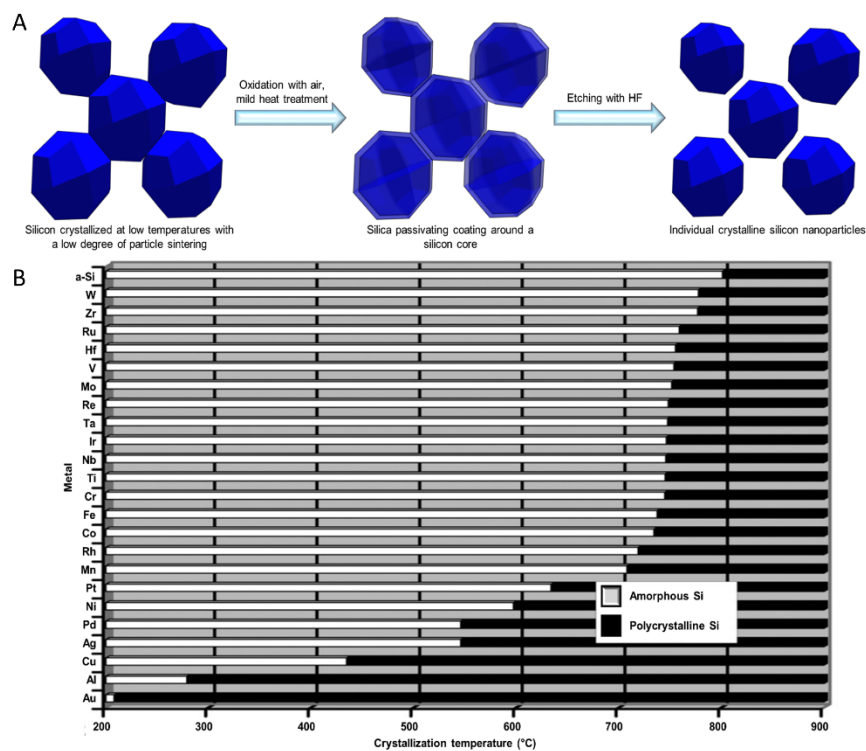 A
Oxidation with air,
mild heat treatment
Etching with HF
Silicon crystallized at low temperatures with
a low degree of particle sintering
Silica passivating coating around a
silicon core
Individual crystalline silicon nanoparticles
B
Metal
a-Si
W
Zr
Ru
Hf
V
Mo
Re
Ta
Ir
Nb
Ti
Cr
Fe
Co
Rh
Mn
Pt
Ni
Pd
Ag
Cu
Al
Au
Amorphous Si
Polycrystalline Si
200 300 400 500 600 700 800 900
Crystallization temperature (°C)